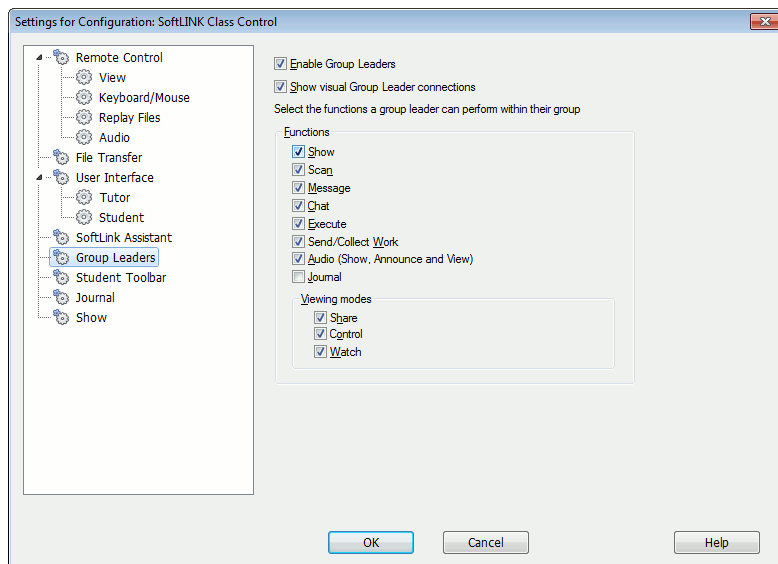 Settings for Configuration: SoftLINK Class Control
Remote Control
View
Keyboard/Mouse
Replay Files
Audio
File Transfer
User Interface
Tutor
Student
SoftLink Assistant
Group Leaders
Student Toolbar
Journal
Show
Enable Group Leaders
Show visual Group Leader connections
Select the functions a group leader can perform within their group
Functions
Show
Scan
Message
Chat
Execute
Send/Collect Work
Audio (Show, Announce and View)
Journal
Viewing modes
Share
Control
Watch
OK
Cancel
Help